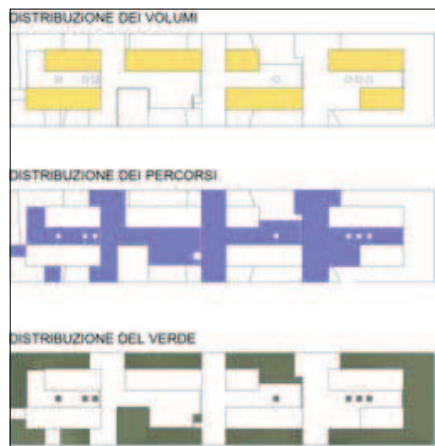 DISTRIBUZIONE DEI VOLUMI
DISTRIBUZIONE DEI PERCORSI
DISTRIBUZIONE DEL VERDE